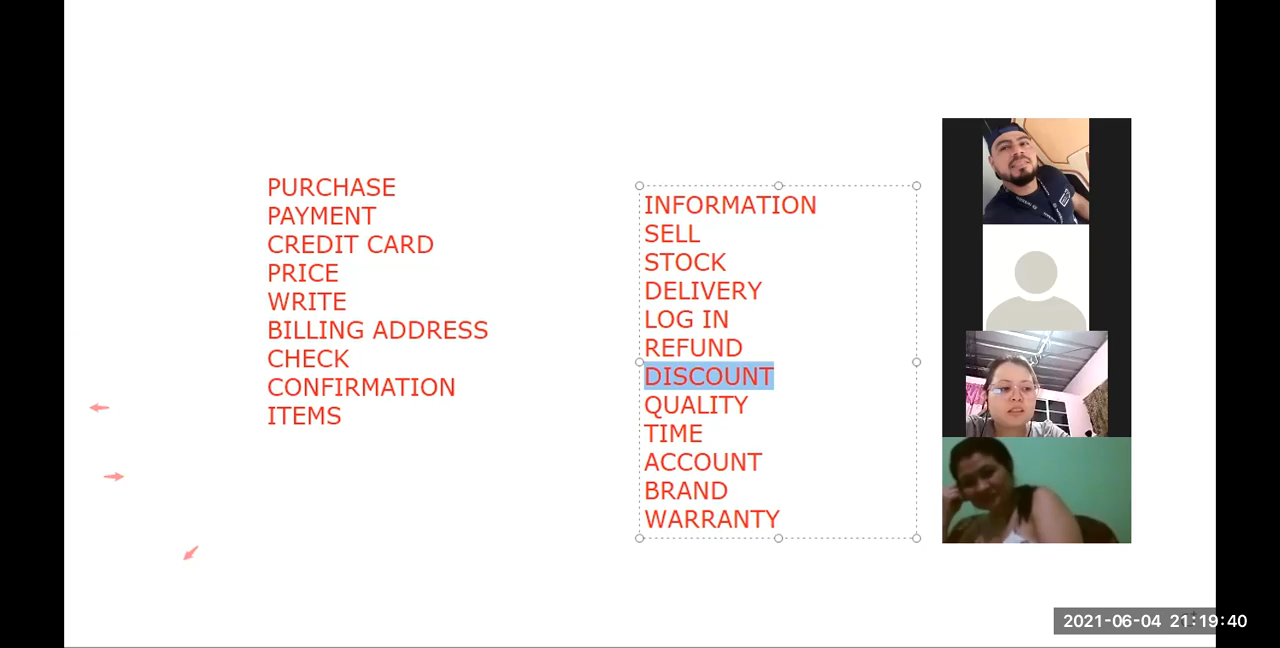 PURCHASE
PAYMENT
CREDIT CARD
PRICE
WRITE
BILLING ADDRESS
CHECK
CONFIRMATION
ITEMS
INFORMATION
SELL
STOCK
DELIVERY
LOG IN
REFUND
DISCOUNT
QUALITY
TIME
ACCOUNT
BRAND
WARRANTY
2021-06-04 21:19:40